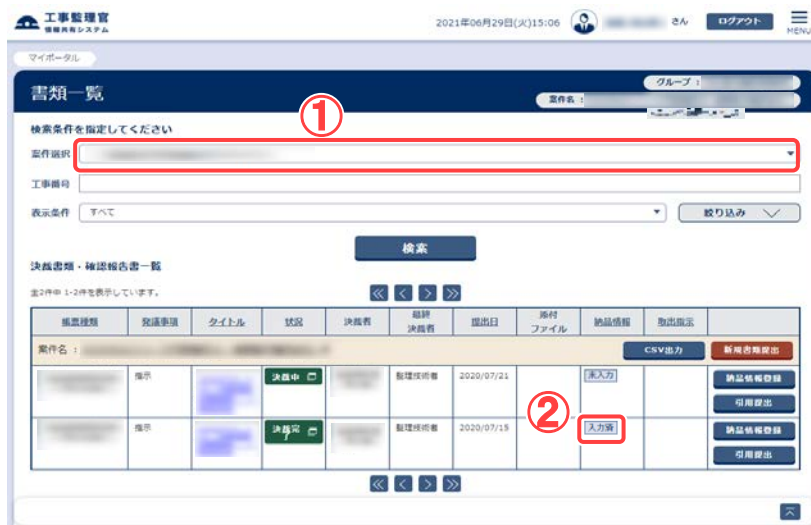 工事監理官
情報共有システム
2021年06月29日(火)15:06
さん
ログアウト
MENU
マイポータル
書類一覧
グループ :
案件名 :
①
検索条件を指定してください
案件選択
工事番号
表示条件 すべて
絞り込み
検索
決裁書類・確認報告書一覧
全2件中 1-2件を表示しています。
帳票種類 発議事項 タイトル 状況 決裁者 最終決裁者 提出日 添付ファイル 納品情報 取出指示
案件名 :
CSV出力 新規書類提出
指示 決裁中 監理技術者 2020/07/21 未入力 納品情報登録
引用提出
②
指示 決裁完了 監理技術者 2020/07/15 入力済 納品情報登録
引用提出